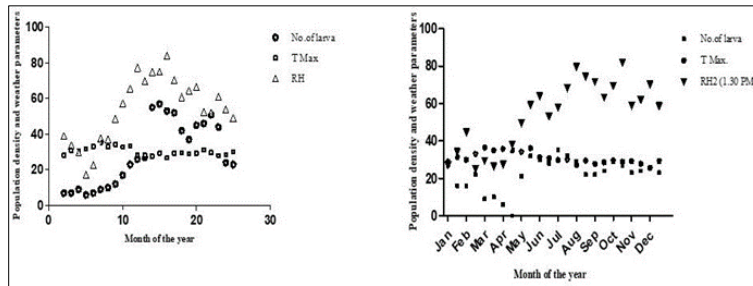 Population density and weather parameters
100
80
60
40
20
0
0
10
20
30
Month of the year
No.of larva
T Max
RH
Population density and weather parameters
100
80
60
40
20
0
Jan
Feb
Mar
Apr
May
Jun
Jul
Aug
Sep
Oct
Nov
Dec
Month of the year
No.of larva
T Max.
RH2 (1.30 PM